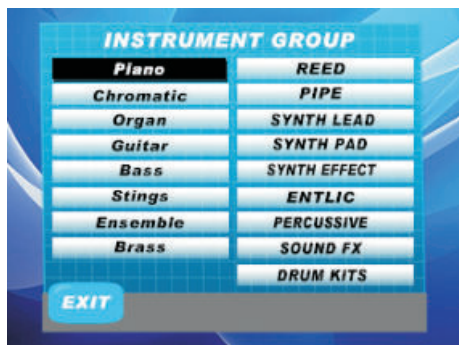 INSTRUMENT GROUP
Piano
Chromatic
Organ
Guitar
Bass
Stings
Ensemble
Brass
REED
PIPE
SYNTH LEAD
SYNTH PAD
SYNTH EFFECT
ENTLIC
PERCUSSIVE
SOUND FX
DRUM KITS
EXIT